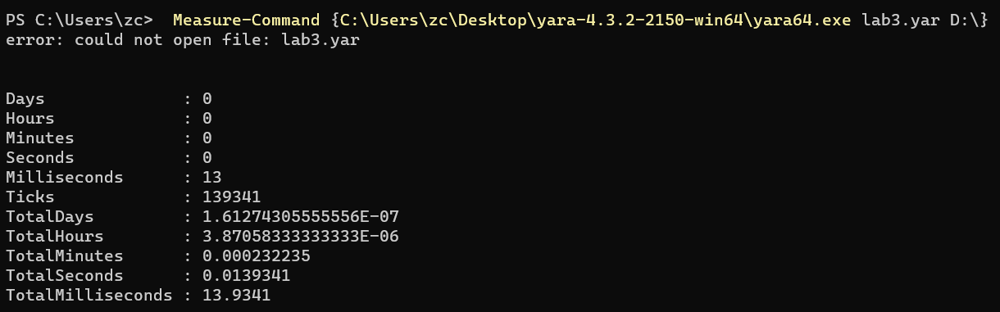 PS C:\Users\zc>  Measure-Command {C:\Users\zc\Desktop\yara-4.3.2-2150-win64\yara64.exe lab3.yar D:\}
error: could not open file: lab3.yar
Days              : 0
Hours             : 0
Minutes           : 0
Seconds           : 0
Milliseconds      : 13
Ticks             : 139341
TotalDays         : 1.61274305555556E-07
TotalHours        : 3.87058333333333E-06
TotalMinutes      : 0.000232235
TotalSeconds      : 0.0139341
TotalMilliseconds : 13.9341